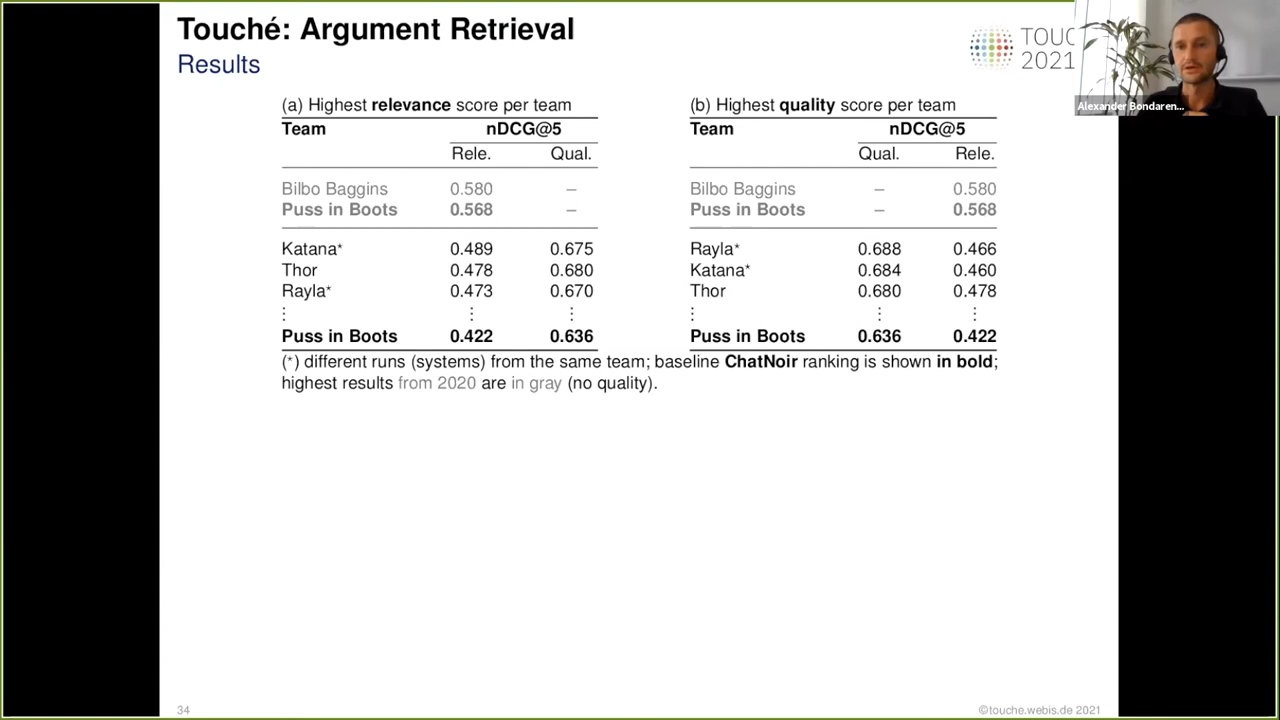 Touché: Argument Retrieval
Results
TOUC
2021
Alexander Bondaren...
(a) Highest relevance score per team
Team nDCG@5
Rele. Qual.
Bilbo Baggins 0.580 –
Puss in Boots 0.568 –
Katana* 0.489 0.675
Thor 0.478 0.680
Rayla* 0.473 0.670
⋮ ⋮ ⋮
Puss in Boots 0.422 0.636
(b) Highest quality score per team
Team nDCG@5
Qual. Rele.
Bilbo Baggins – 0.580
Puss in Boots – 0.568
Rayla* 0.688 0.466
Katana* 0.684 0.460
Thor 0.680 0.478
⋮ ⋮ ⋮
Puss in Boots 0.636 0.422
(*) different runs (systems) from the same team; baseline ChatNoir ranking is shown in bold;
highest results from 2020 are in gray (no quality).
34
©touche.webis.de 2021